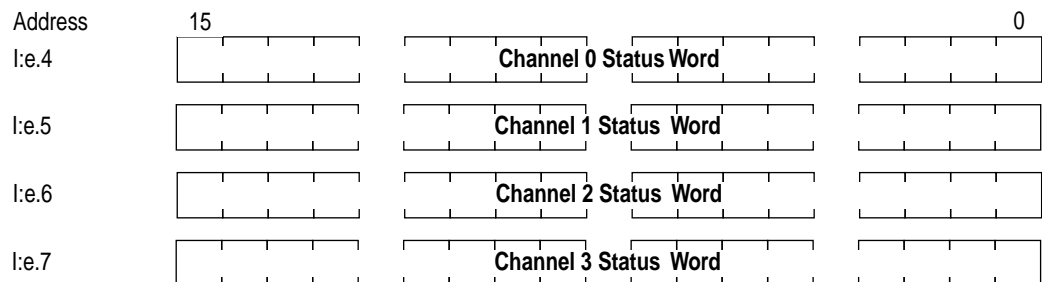 Address 15 0
I:e.4 Channel 0 Status Word
I:e.5 Channel 1 Status Word
I:e.6 Channel 2 Status Word
I:e.7 Channel 3 Status Word